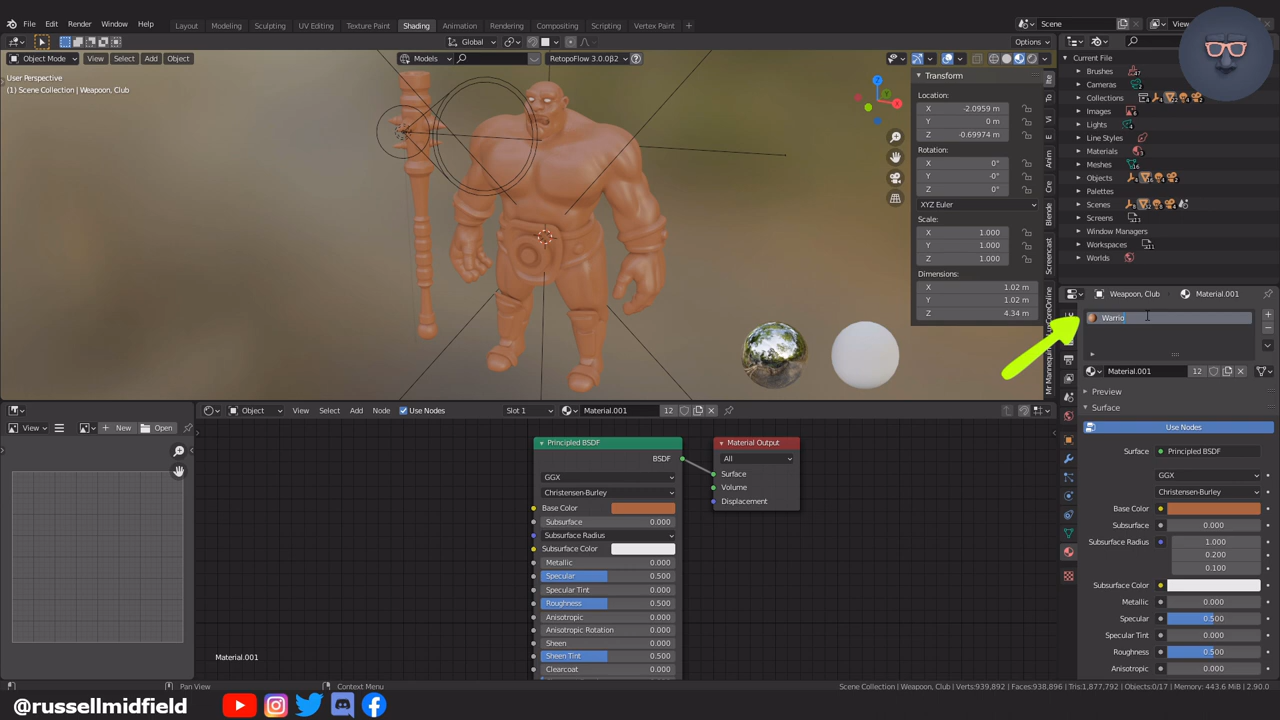 File Edit Render Window Help Layout Modeling Sculpting UV Editing Texture Paint Shading Animation Rendering Compositing Scripting Vertex Paint + Scene
Global Options
Object Mode View Select Add Object Models RetopoFlow 3.0.0β2
User Perspective
(1) Scene Collection | Weapon, Club
Transform
Location:
X -2.0959 m
Y 0 m
Z -0.69974 m
Rotation:
X 0°
Y -0°
Z 0°
XYZ Euler
Scale:
X 1.000
Y 1.000
Z 1.000
Dimensions:
X 1.02 m
Y 1.02 m
Z 4.34 m
Current File
Brushes
Cameras
Collections
Images
Lights
Line Styles
Materials
Meshes
Objects
Palettes
Scenes
Screens
Window Managers
Workspaces
Worlds
Weapon, Club Material.001
Warrio
Material.001 12
Preview
Surface
Use Nodes
Surface Principled BSDF
GGX
Christensen-Burley
Base Color
Subsurface 0.000
Subsurface Radius 1.000
0.200
0.100
Subsurface Color
Metallic 0.000
Specular 0.500
Specular Tint 0.000
Roughness 0.500
Anisotropic 0.000
View New Open
Object View Select Add Node Use Nodes Slot 1 Material.001 12
Principled BSDF
BSDF
GGX
Christensen-Burley
Base Color
Subsurface 0.000
Subsurface Radius
Subsurface Color
Metallic 0.000
Specular 0.500
Specular Tint 0.000
Roughness 0.500
Anisotropic 0.000
Anisotropic Rotation 0.000
Sheen 0.000
Sheen Tint 0.500
Clearcoat 0.000
Material Output
All
Surface
Volume
Displacement
Material.001
Pan View Context Menu Scene Collection | Weapon, Club | Verts:939,892 | Faces:938,896 | Tris:1,877,792 | Objects:0/17 | Memory: 443.6 MiB | 2.90.0
@russellmidfield